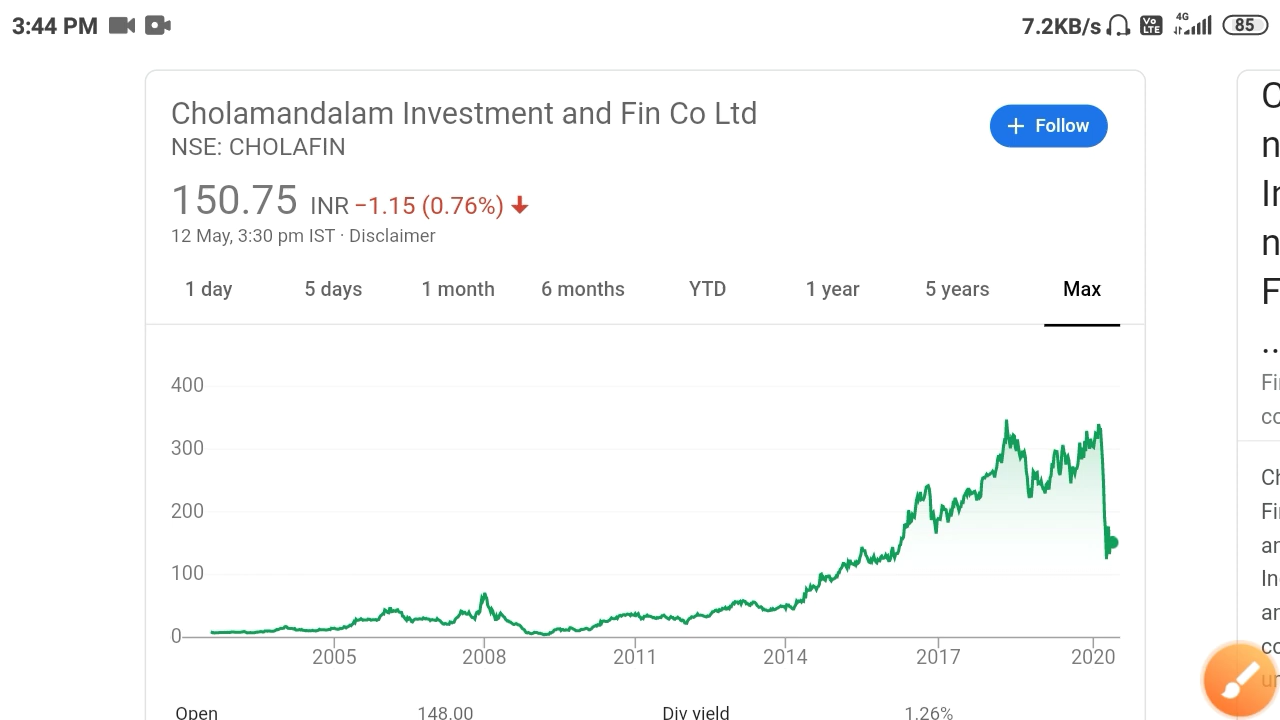 3:44 PM
7.2KB/s Vo LTE 4G 85
Cholamandalam Investment and Fin Co Ltd
NSE: CHOLAFIN
+ Follow
150.75 INR −1.15 (0.76%)
12 May, 3:30 pm IST · Disclaimer
1 day 5 days 1 month 6 months YTD 1 year 5 years Max
400
300
200
100
0
2005 2008 2011 2014 2017 2020
Open 148.00 Div yield 1.26%